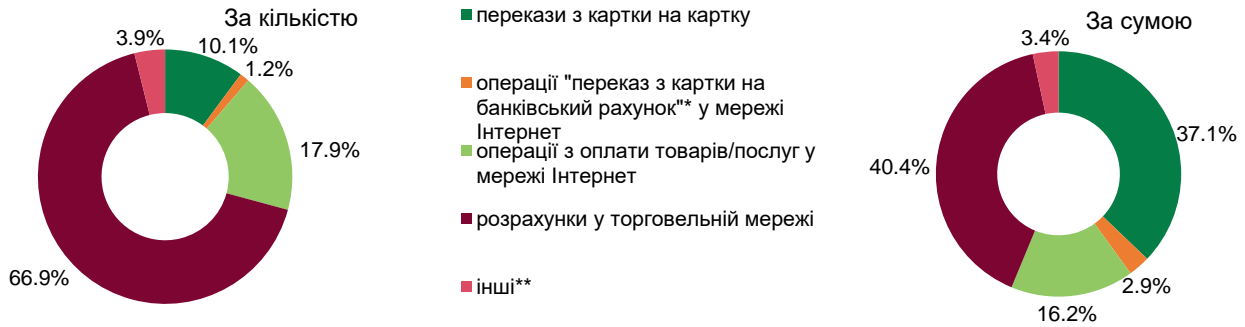 За кількістю
3.9%
10.1%
1.2%
17.9%
66.9%
перекази з картки на картку
операції "переказ з картки на
банківський рахунок"* у мережі
Інтернет
операції з оплати товарів/послуг у
мережі Інтернет
розрахунки у торговельній мережі
інші**
За сумою
3.4%
37.1%
40.4%
2.9%
16.2%